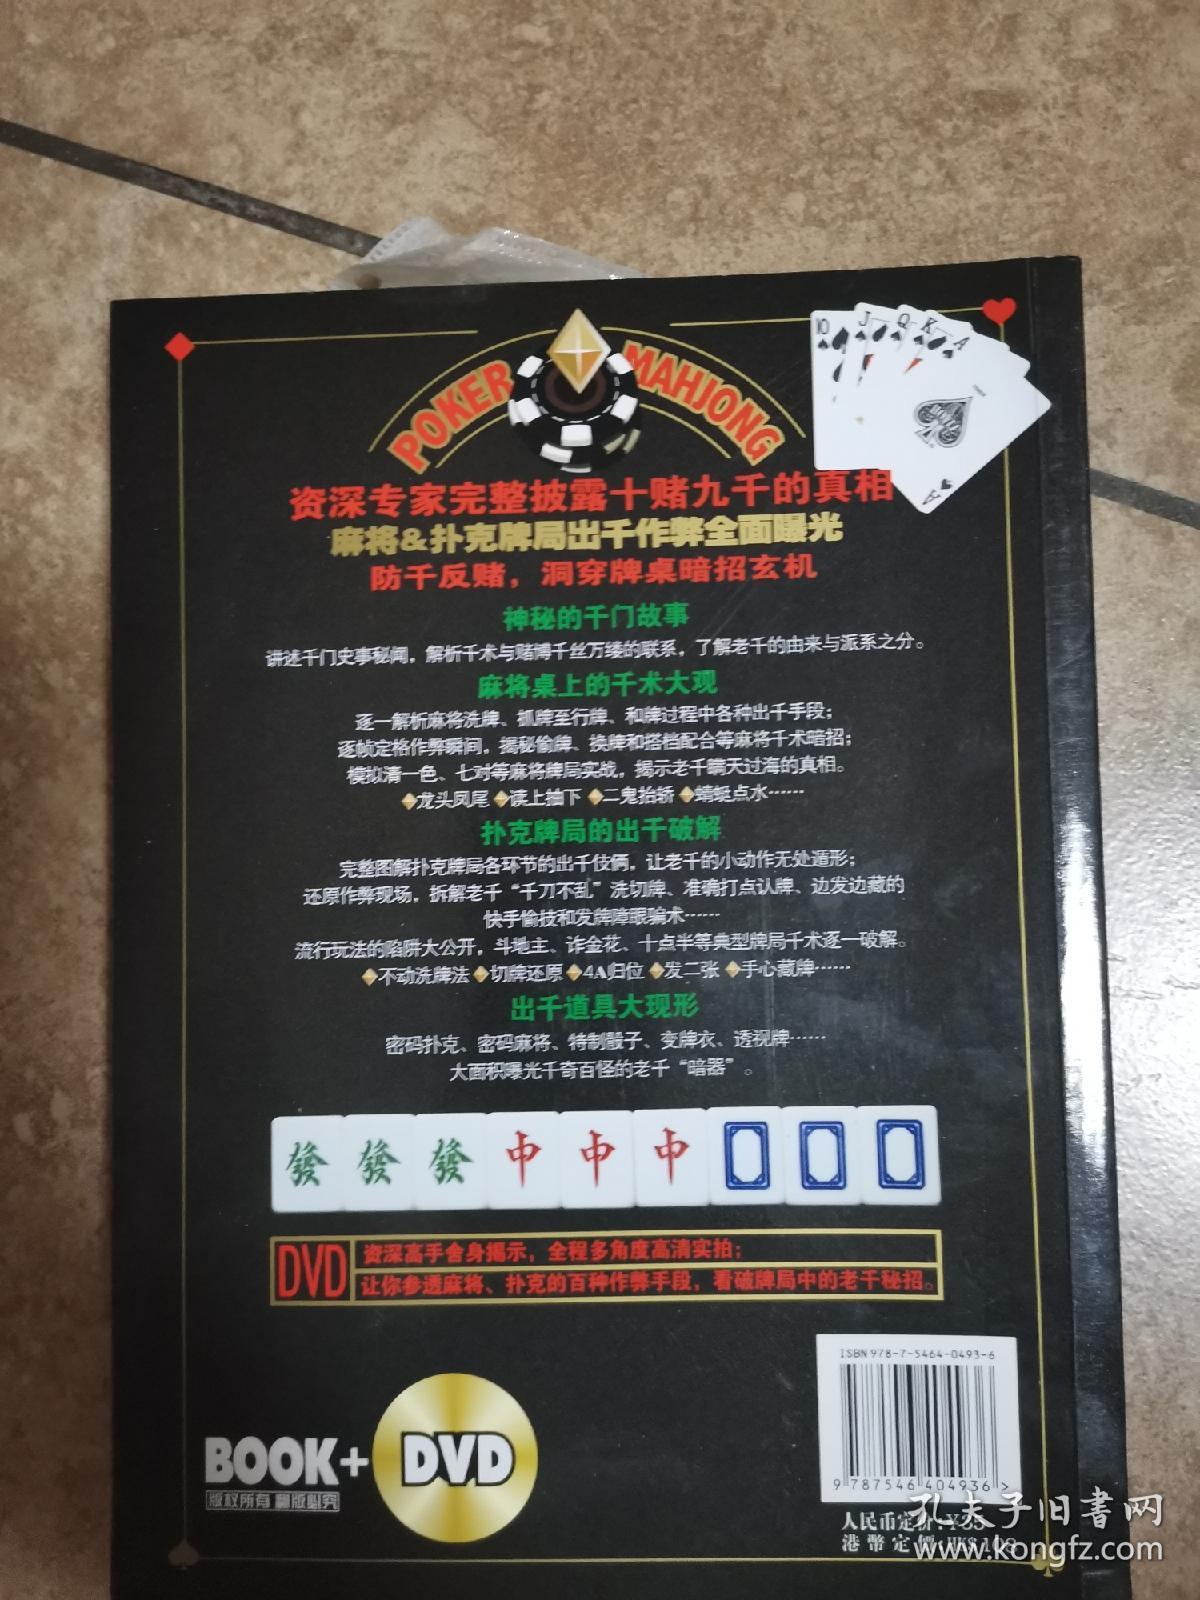 POKER MAHJONG
10 J Q K A
A
资深专家完整披露十赌九千的真相
麻将&扑克牌局出千作弊全面曝光
防千反赌，洞穿牌桌暗招玄机
神秘的千门故事
讲述千门史事秘闻，解析千术与赌博千丝万缕的联系，了解老千的由来与派系之分。
麻将桌上的千术大观
逐一解析麻将洗牌、抓牌至行牌、和牌过程中各种出千手段；
逐帧定格作弊瞬间，揭秘偷牌、换牌和搭档配合等麻将千术暗招；
模拟清一色、七对等麻将牌局实战，揭示老千瞒天过海的真相。
龙头凤尾 读上抽下 二鬼抬轿 蜻蜓点水……
扑克牌局的出千破解
完整图解扑克牌局各环节的出千伎俩，让老千的小动作无处遁形；
还原作弊现场，拆解老千“千刀不乱”洗切牌、准确打点认牌、边发边藏的
快手偷技和发牌障眼骗术……
流行玩法的陷阱大公开，斗地主、诈金花、十点半等典型牌局千术逐一破解。
不动洗牌法 切牌还原 4A归位 发二张 手心藏牌……
出千道具大现形
密码扑克、密码麻将、特制骰子、变牌衣、透视牌……
大面积曝光千奇百怪的老千“暗器”。
發 發 發 中 中 中
DVD
资深高手舍身揭示，全程多角度高清实拍；
让你参透麻将、扑克的百种作弊手段，看破牌局中的老千秘招。
ISBN 978-7-5464-0493-6
9 787546 404936 >
BOOK+ DVD
版权所有 翻版必究
人民币定价:￥35
港幣定價:HK$
孔夫子旧書网
www.kongfz.com